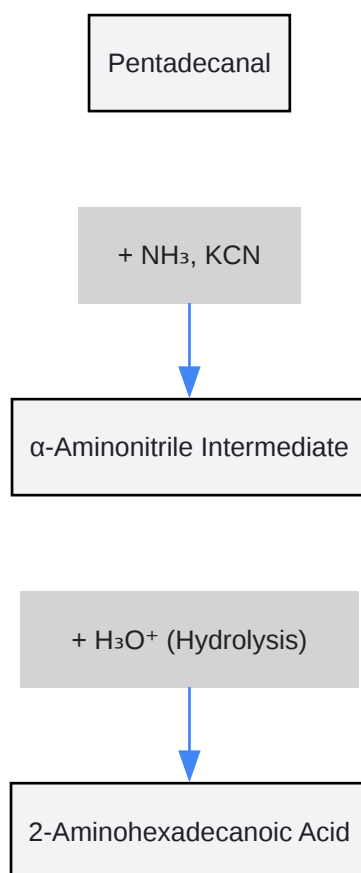 Pentadecanal
+ NH₃, KCN
α-Aminonitrile Intermediate
+ H₃O⁺ (Hydrolysis)
2-Aminohexadecanoic Acid